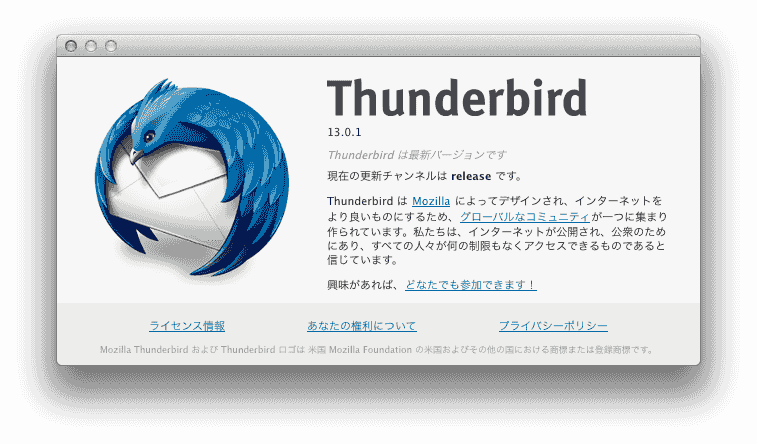 Thunderbird
13.0.1
Thunderbird は最新バージョンです
現在の更新チャンネルは release です。
Thunderbird は Mozilla によってデザインされ、インターネットを
より良いものにするため、グローバルなコミュニティが一つに集まり
作られています。私たちは、インターネットが公開され、公衆のため
にあり、すべての人々が何の制限もなくアクセスできるものであると
信じています。
興味があれば、どなたでも参加できます！
ライセンス情報 あなたの権利について プライバシーポリシー
Mozilla Thunderbird および Thunderbird ロゴは 米国 Mozilla Foundation の米国およびその他の国における商標または登録商標です。